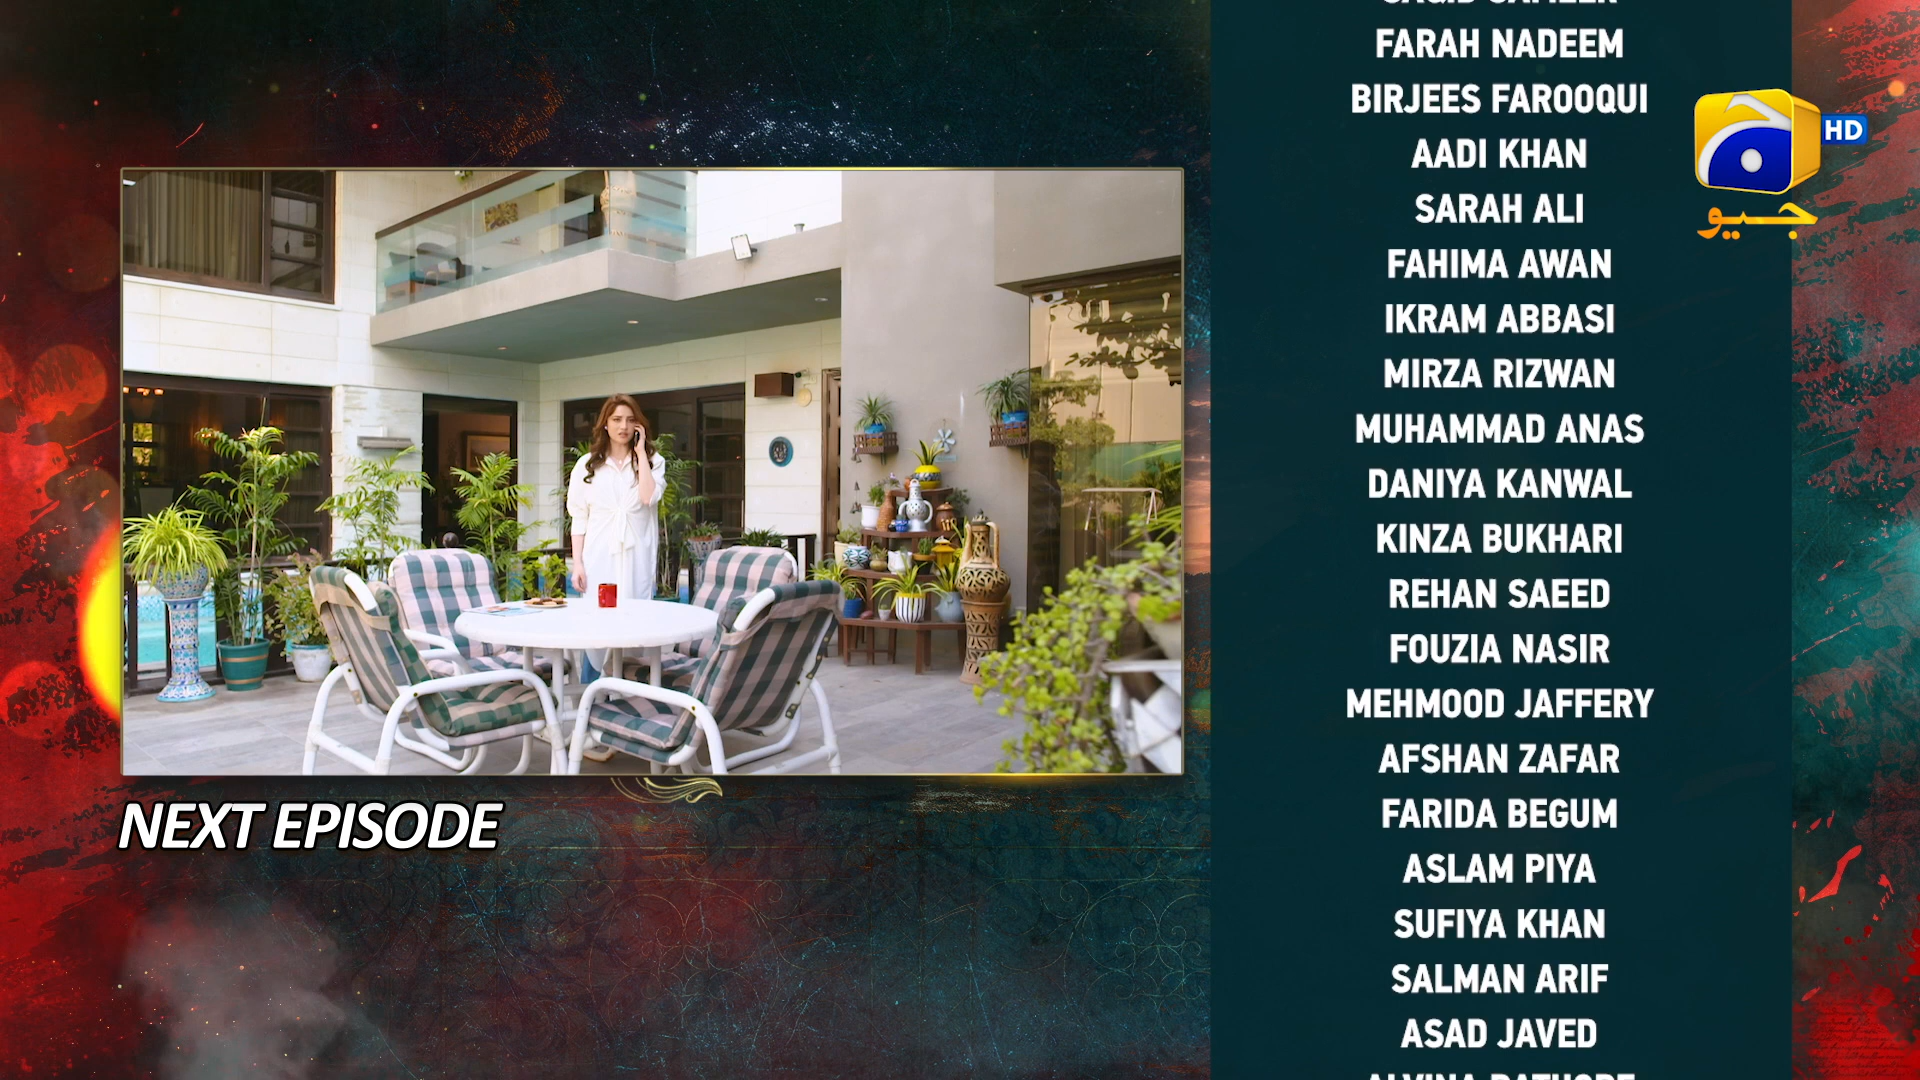 FARAH NADEEM
BIRJEES FAROOQUI
AADI KHAN
SARAH ALI
FAHIMA AWAN
IKRAM ABBASI
MIRZA RIZWAN
MUHAMMAD ANAS
DANIYA KANWAL
KINZA BUKHARI
REHAN SAEED
FOUZIA NASIR
MEHMOOD JAFFERY
AFSHAN ZAFAR
FARIDA BEGUM
ASLAM PIYA
SUFIYA KHAN
SALMAN ARIF
ASAD JAVED
HD
جیو
NEXT EPISODE